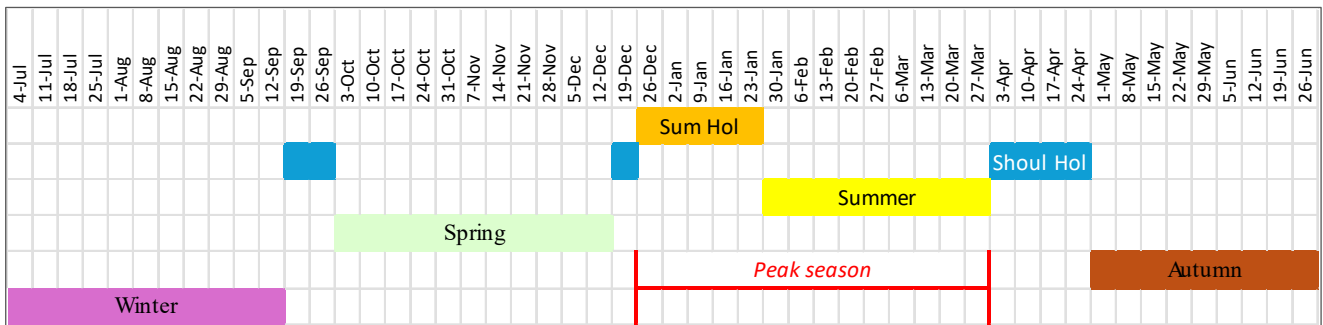 4-Jul
11-Jul
18-Jul
25-Jul
1-Aug
8-Aug
15-Aug
22-Aug
29-Aug
5-Sep
12-Sep
19-Sep
26-Sep
3-Oct
10-Oct
17-Oct
24-Oct
31-Oct
7-Nov
14-Nov
21-Nov
28-Nov
5-Dec
12-Dec
19-Dec
26-Dec
2-Jan
9-Jan
16-Jan
23-Jan
30-Jan
6-Feb
13-Feb
20-Feb
27-Feb
6-Mar
13-Mar
20-Mar
27-Mar
3-Apr
10-Apr
17-Apr
24-Apr
1-May
8-May
15-May
22-May
29-May
5-Jun
12-Jun
19-Jun
26-Jun
Sum Hol
Shoul Hol
Summer
Spring
Peak season
Autumn
Winter